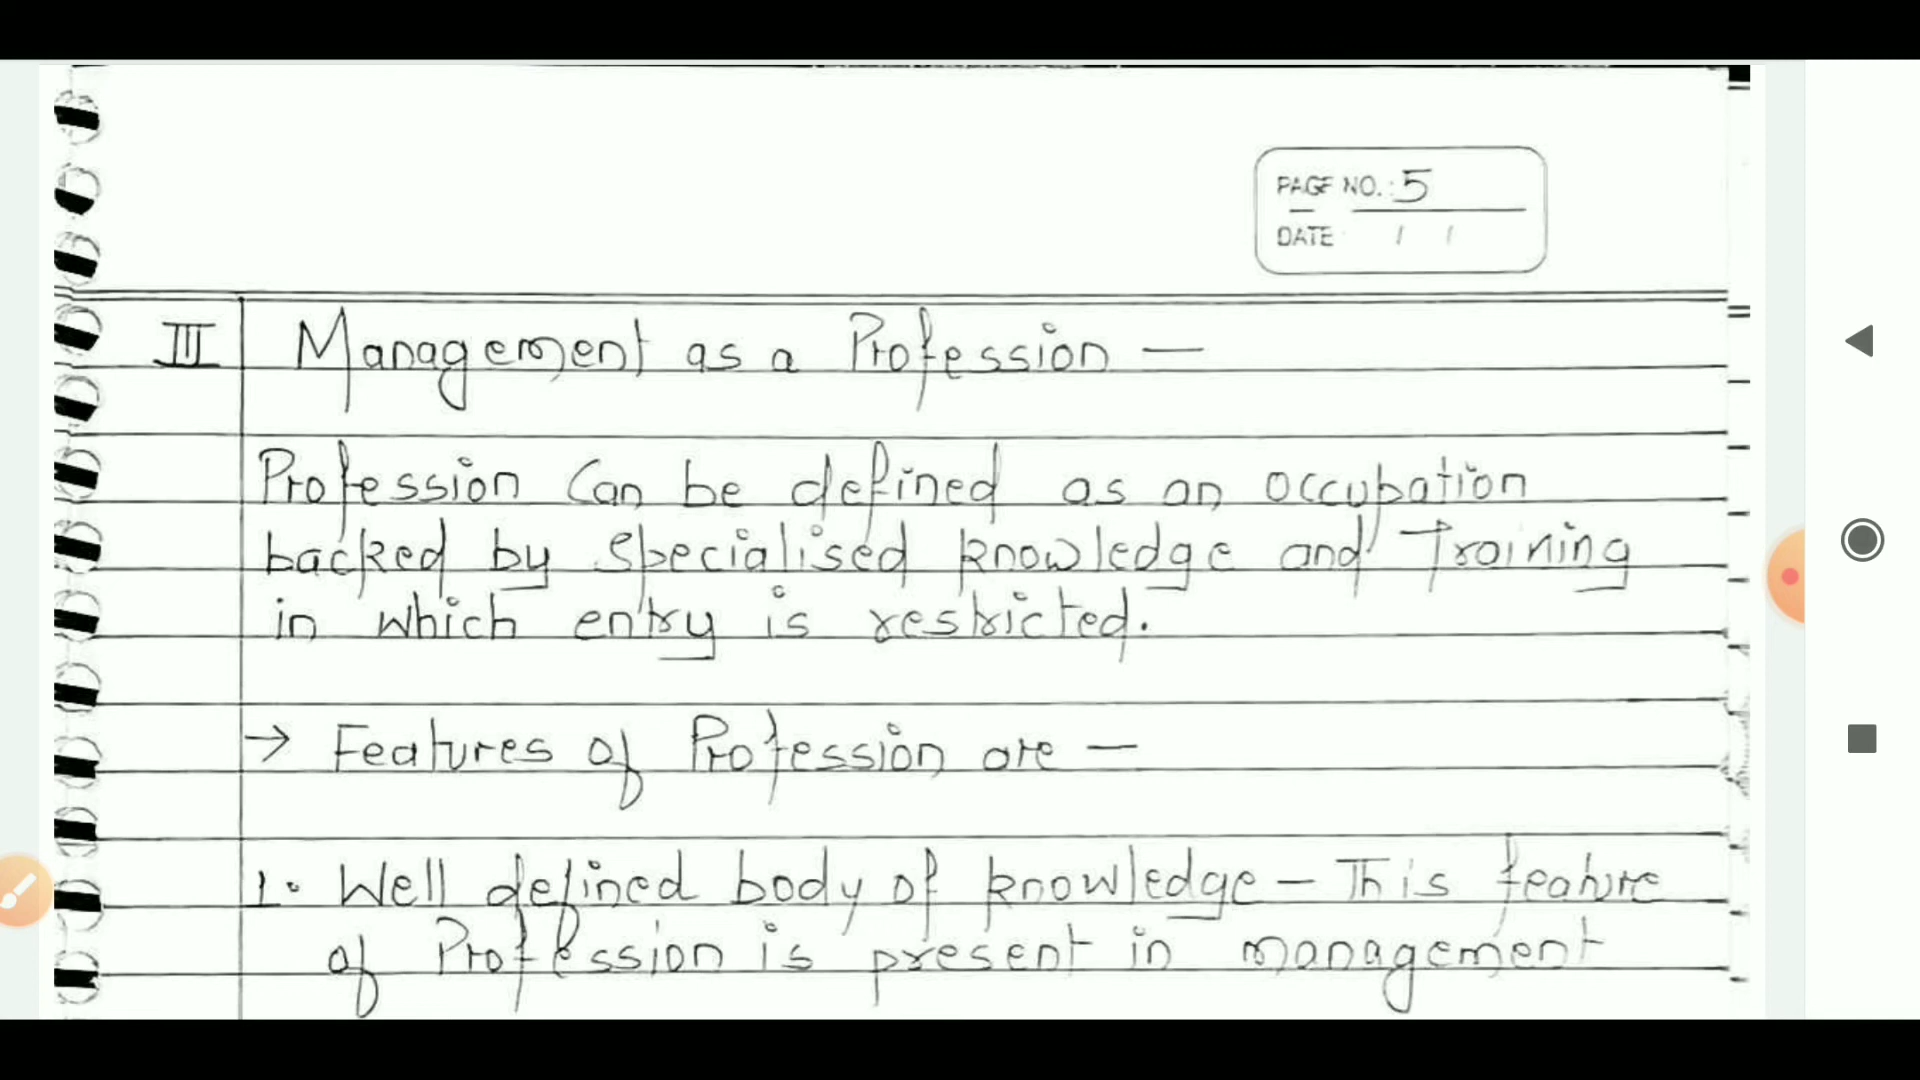 PAGE NO.: 5
DATE / /
III Management as a Profession —
Profession Can be defined as an occupation
backed by specialised knowledge and Training
in which entry is restricted.
→ Features of Profession are —
1. Well defined body of knowledge – This feature
of Profession is present in management